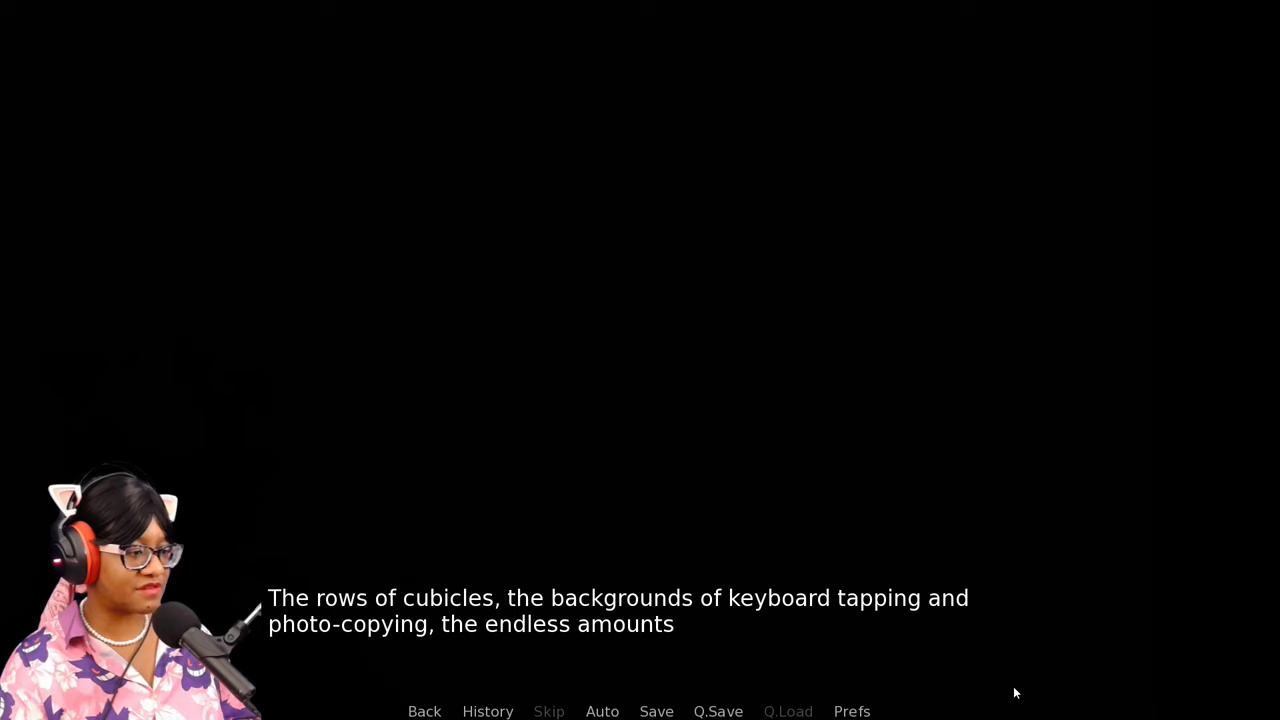 The rows of cubicles, the backgrounds of keyboard tapping and
photo-copying, the endless amounts
Back History Skip Auto Save Q.Save Q.Load Prefs